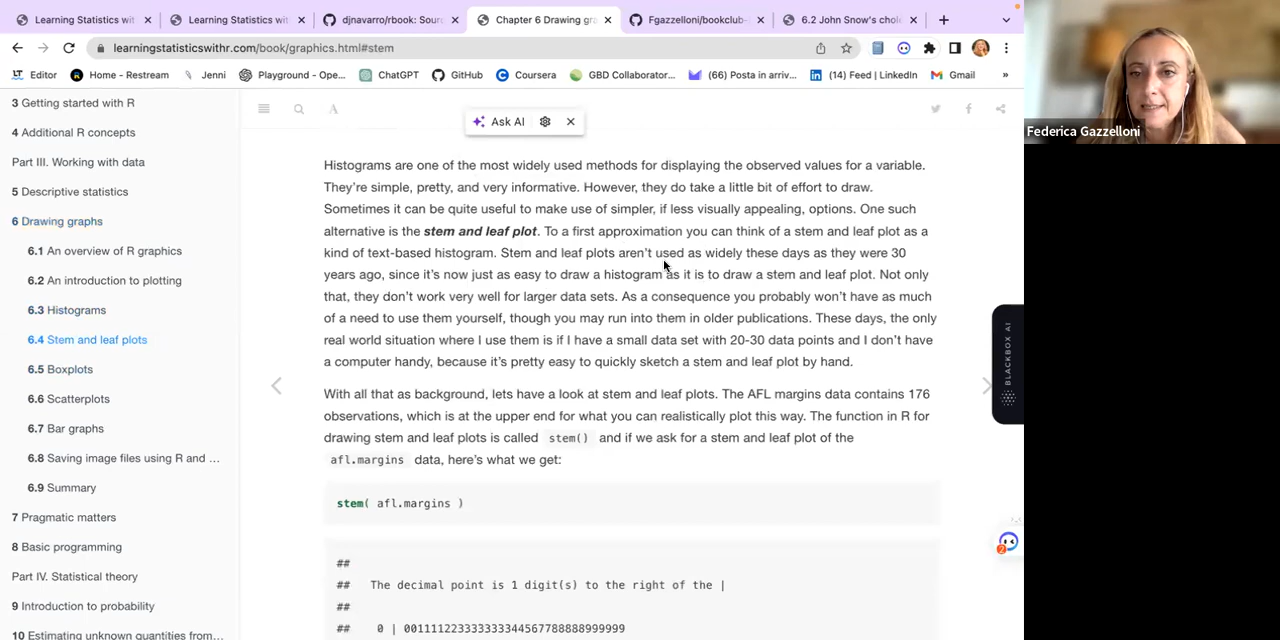 Learning Statistics wit
Learning Statistics with
djnavarro/rbook: Sour
Chapter 6 Drawing gra
Fgazzelloni/bookclub-
6.2 John Snow's chol
learningstatisticswithr.com/book/graphics.html#stem
Editor
Home - Restream
Jenni
Playground - Ope...
ChatGPT
GitHub
Coursera
GBD Collaborator...
(66) Posta in arriv...
(14) Feed | LinkedIn
Gmail
»
3 Getting started with R
4 Additional R concepts
Part III. Working with data
5 Descriptive statistics
6 Drawing graphs
6.1 An overview of R graphics
6.2 An introduction to plotting
6.3 Histograms
6.4 Stem and leaf plots
6.5 Boxplots
6.6 Scatterplots
6.7 Bar graphs
6.8 Saving image files using R and ...
6.9 Summary
7 Pragmatic matters
8 Basic programming
Part IV. Statistical theory
9 Introduction to probability
10 Estimating unknown quantities from...
A
Ask AI
Histograms are one of the most widely used methods for displaying the observed values for a variable.
They're simple, pretty, and very informative. However, they do take a little bit of effort to draw.
Sometimes it can be quite useful to make use of simpler, if less visually appealing, options. One such
alternative is the stem and leaf plot. To a first approximation you can think of a stem and leaf plot as a
kind of text-based histogram. Stem and leaf plots aren't used as widely these days as they were 30
years ago, since it's now just as easy to draw a histogram as it is to draw a stem and leaf plot. Not only
that, they don't work very well for larger data sets. As a consequence you probably won't have as much
of a need to use them yourself, though you may run into them in older publications. These days, the only
real world situation where I use them is if I have a small data set with 20-30 data points and I don't have
a computer handy, because it's pretty easy to quickly sketch a stem and leaf plot by hand.
With all that as background, lets have a look at stem and leaf plots. The AFL margins data contains 176
observations, which is at the upper end for what you can realistically plot this way. The function in R for
drawing stem and leaf plots is called stem() and if we ask for a stem and leaf plot of the
afl.margins data, here's what we get:
stem( afl.margins )
##
## The decimal point is 1 digit(s) to the right of the |
##
## 0 | 001111223333333344567788888999999
BLACKBOX AI
2
Federica Gazzelloni